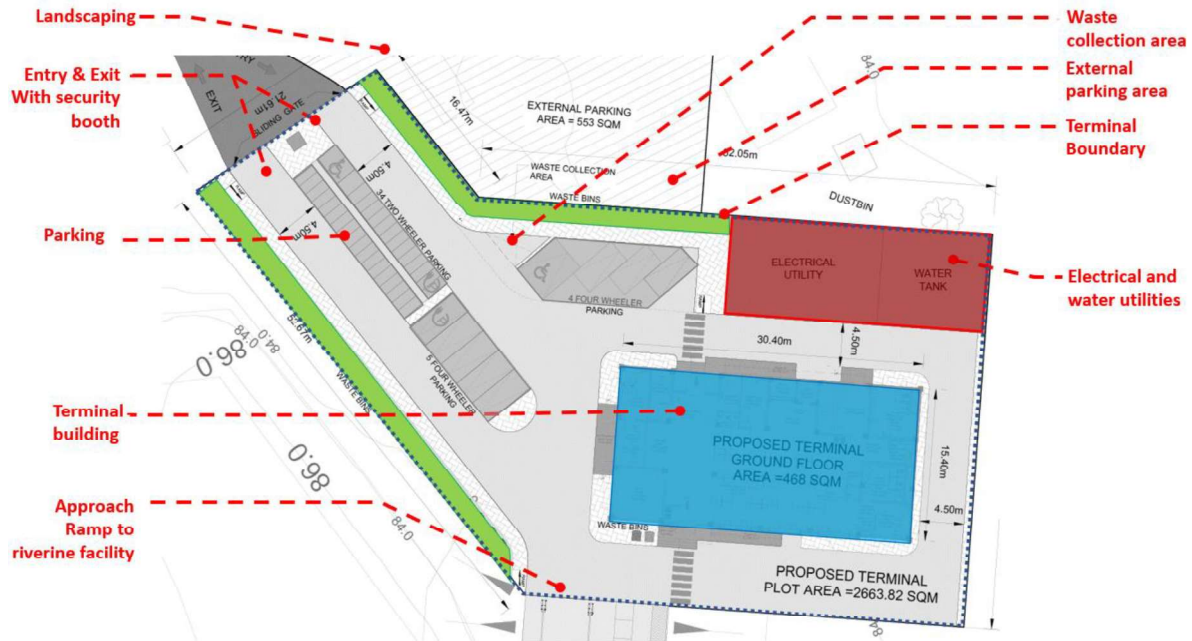 Landscaping
Entry & Exit
With security
booth
Parking
Terminal
building
Approach
Ramp to
riverine facility
Waste
collection area
External
parking area
Terminal
Boundary
Electrical and
water utilities
EXIT
21.61m
SLIDING GATE
16.47m
EXTERNAL PARKING
AREA = 553 SQM
WASTE COLLECTION
AREA
WASTE BINS
84.0
DUSTBIN
4.50m
4.50m
34 TWO WHEELER PARKING
4 FOUR WHEELER
PARKING
5 FOUR WHEELER
PARKING
ELECTRICAL
UTILITY
WATER
TANK
30.40m
4.50m
15.40m
4.50m
PROPOSED TERMINAL
GROUND FLOOR
AREA =468 SQM
WASTE BINS
WASTE BINS
84.0
84.0
86.0
86.0
84.0
PROPOSED TERMINAL
PLOT AREA =2663.82 SQM